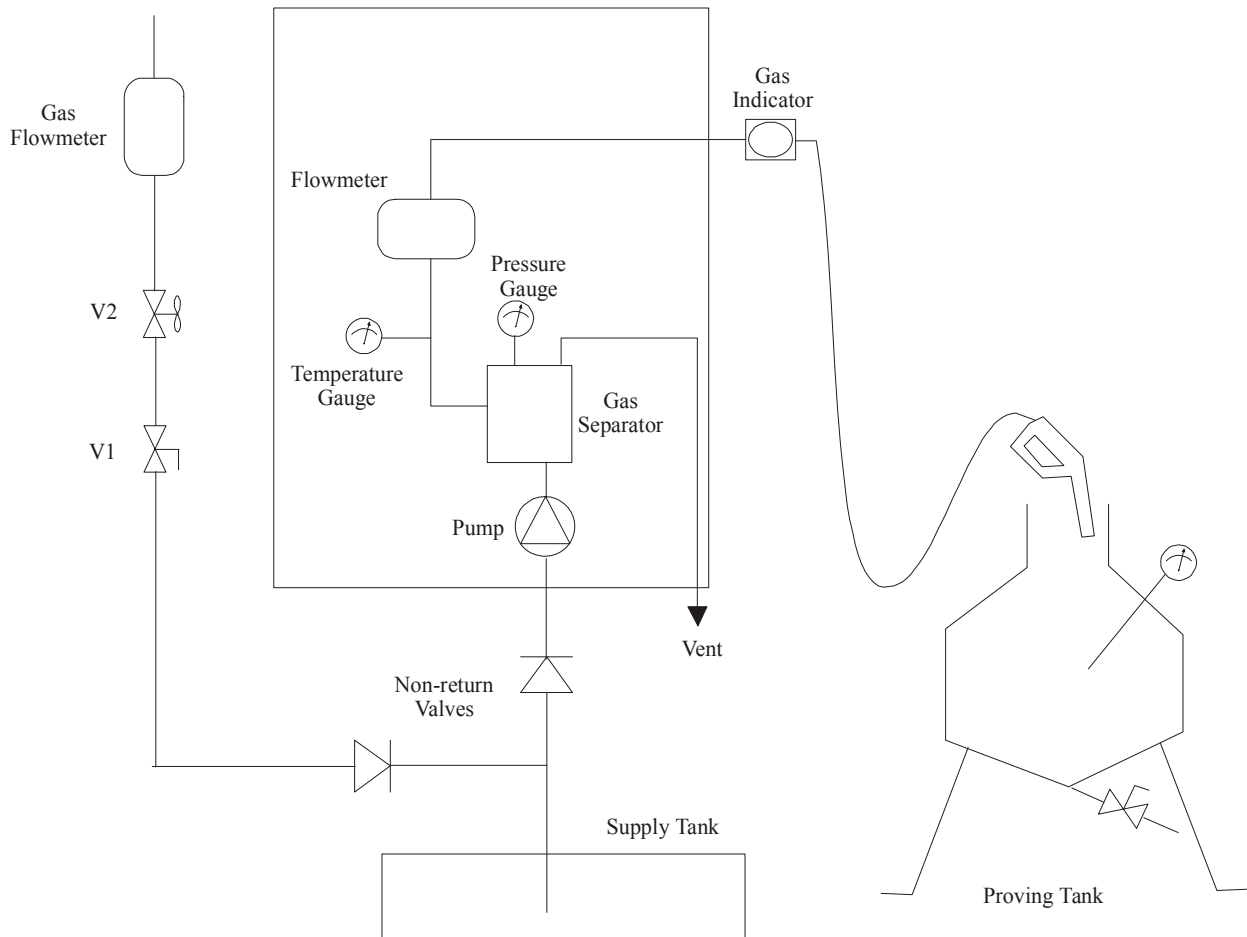 Gas
Flowmeter
Gas
Indicator
Flowmeter
Pressure
Gauge
V2
Temperature
Gauge
Gas
Separator
V1
Pump
Vent
Non-return
Valves
Supply Tank
Proving Tank